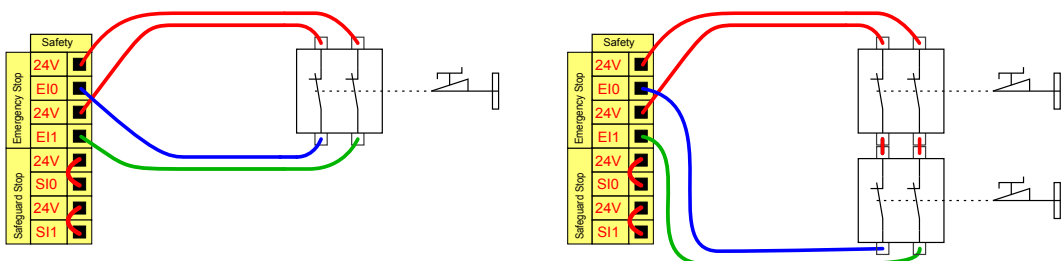 Safety
Emergency Stop
24V
EI0
24V
EI1
Safeguard Stop
24V
SI0
24V
SI1
Safety
Emergency Stop
24V
EI0
24V
EI1
Safeguard Stop
24V
SI0
24V
SI1